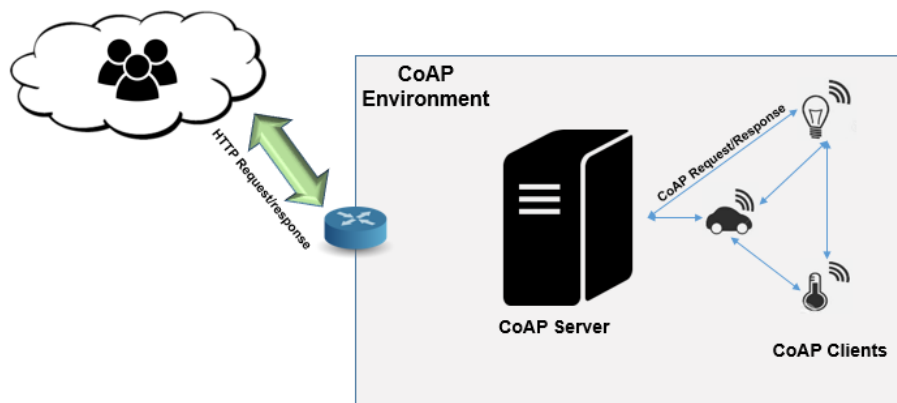 CoAP
Environment
HTTP Request/response
CoAP Request/Response
CoAP Server
CoAP Clients